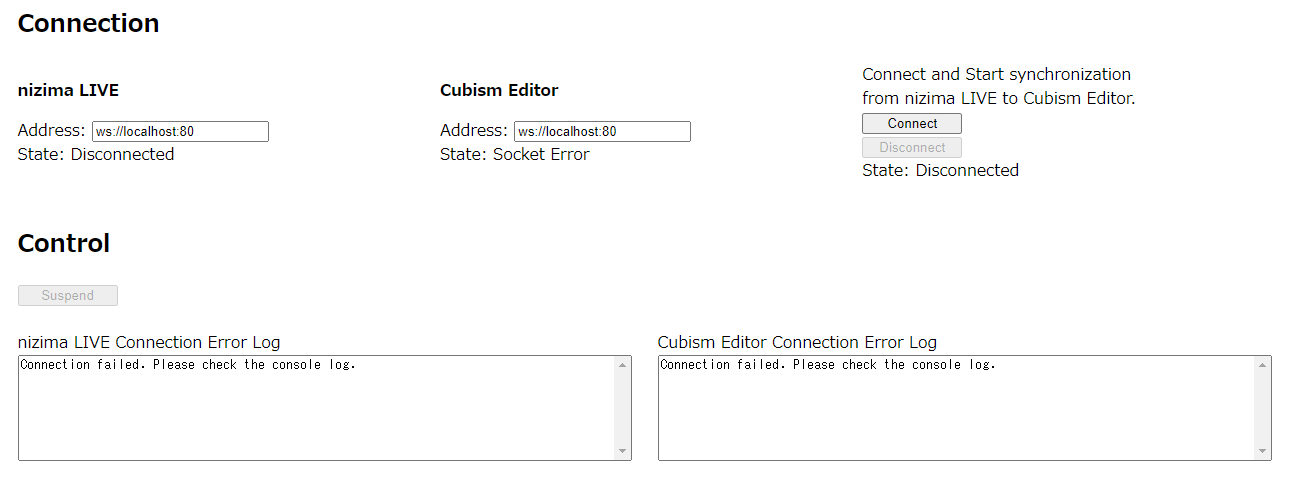 Connection
nizima LIVE
Address: ws://localhost:80
State: Disconnected
Cubism Editor
Address: ws://localhost:80
State: Socket Error
Connect and Start synchronization
from nizima LIVE to Cubism Editor.
Connect
Disconnect
State: Disconnected
Control
Suspend
nizima LIVE Connection Error Log
Connection failed. Please check the console log.
Cubism Editor Connection Error Log
Connection failed. Please check the console log.